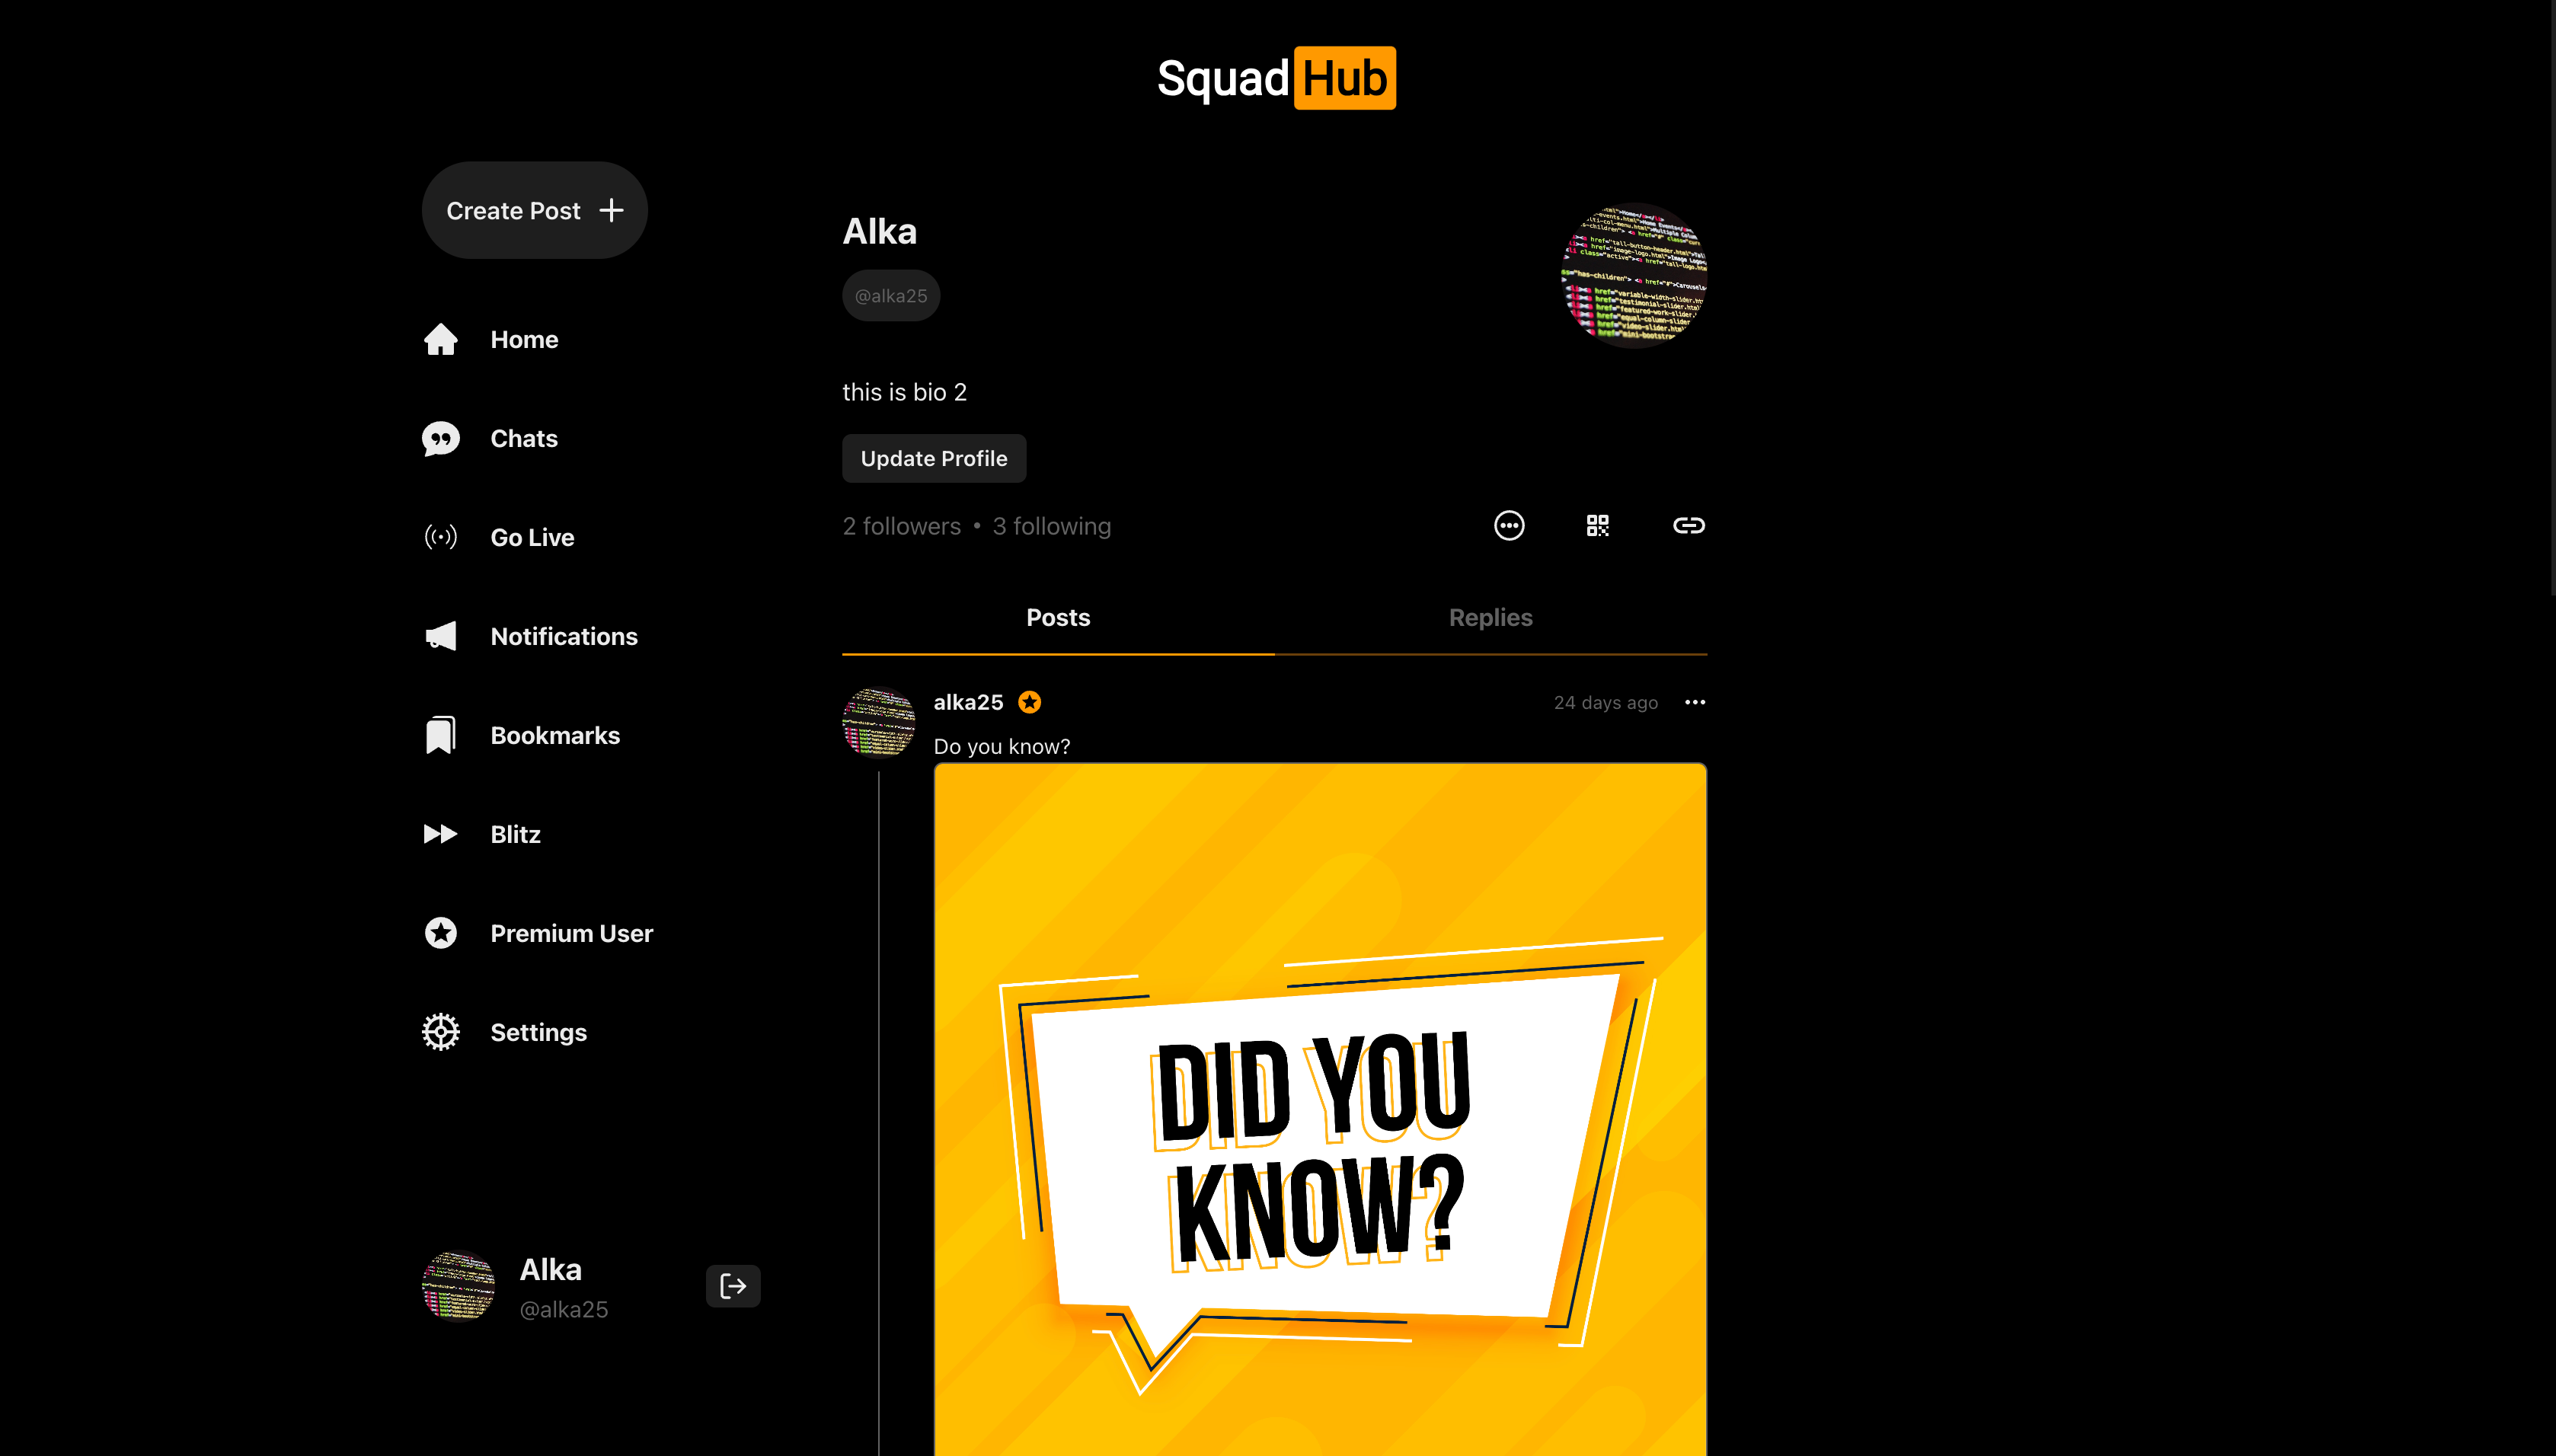 Squad Hub
Create Post
Home
Chats
Go Live
Notifications
Bookmarks
Blitz
Premium User
Settings
Alka
@alka25
Alka
@alka25
this is bio 2
Update Profile
2 followers • 3 following
Posts Replies
alka25 24 days ago
Do you know?
DID YOU
KNOW?